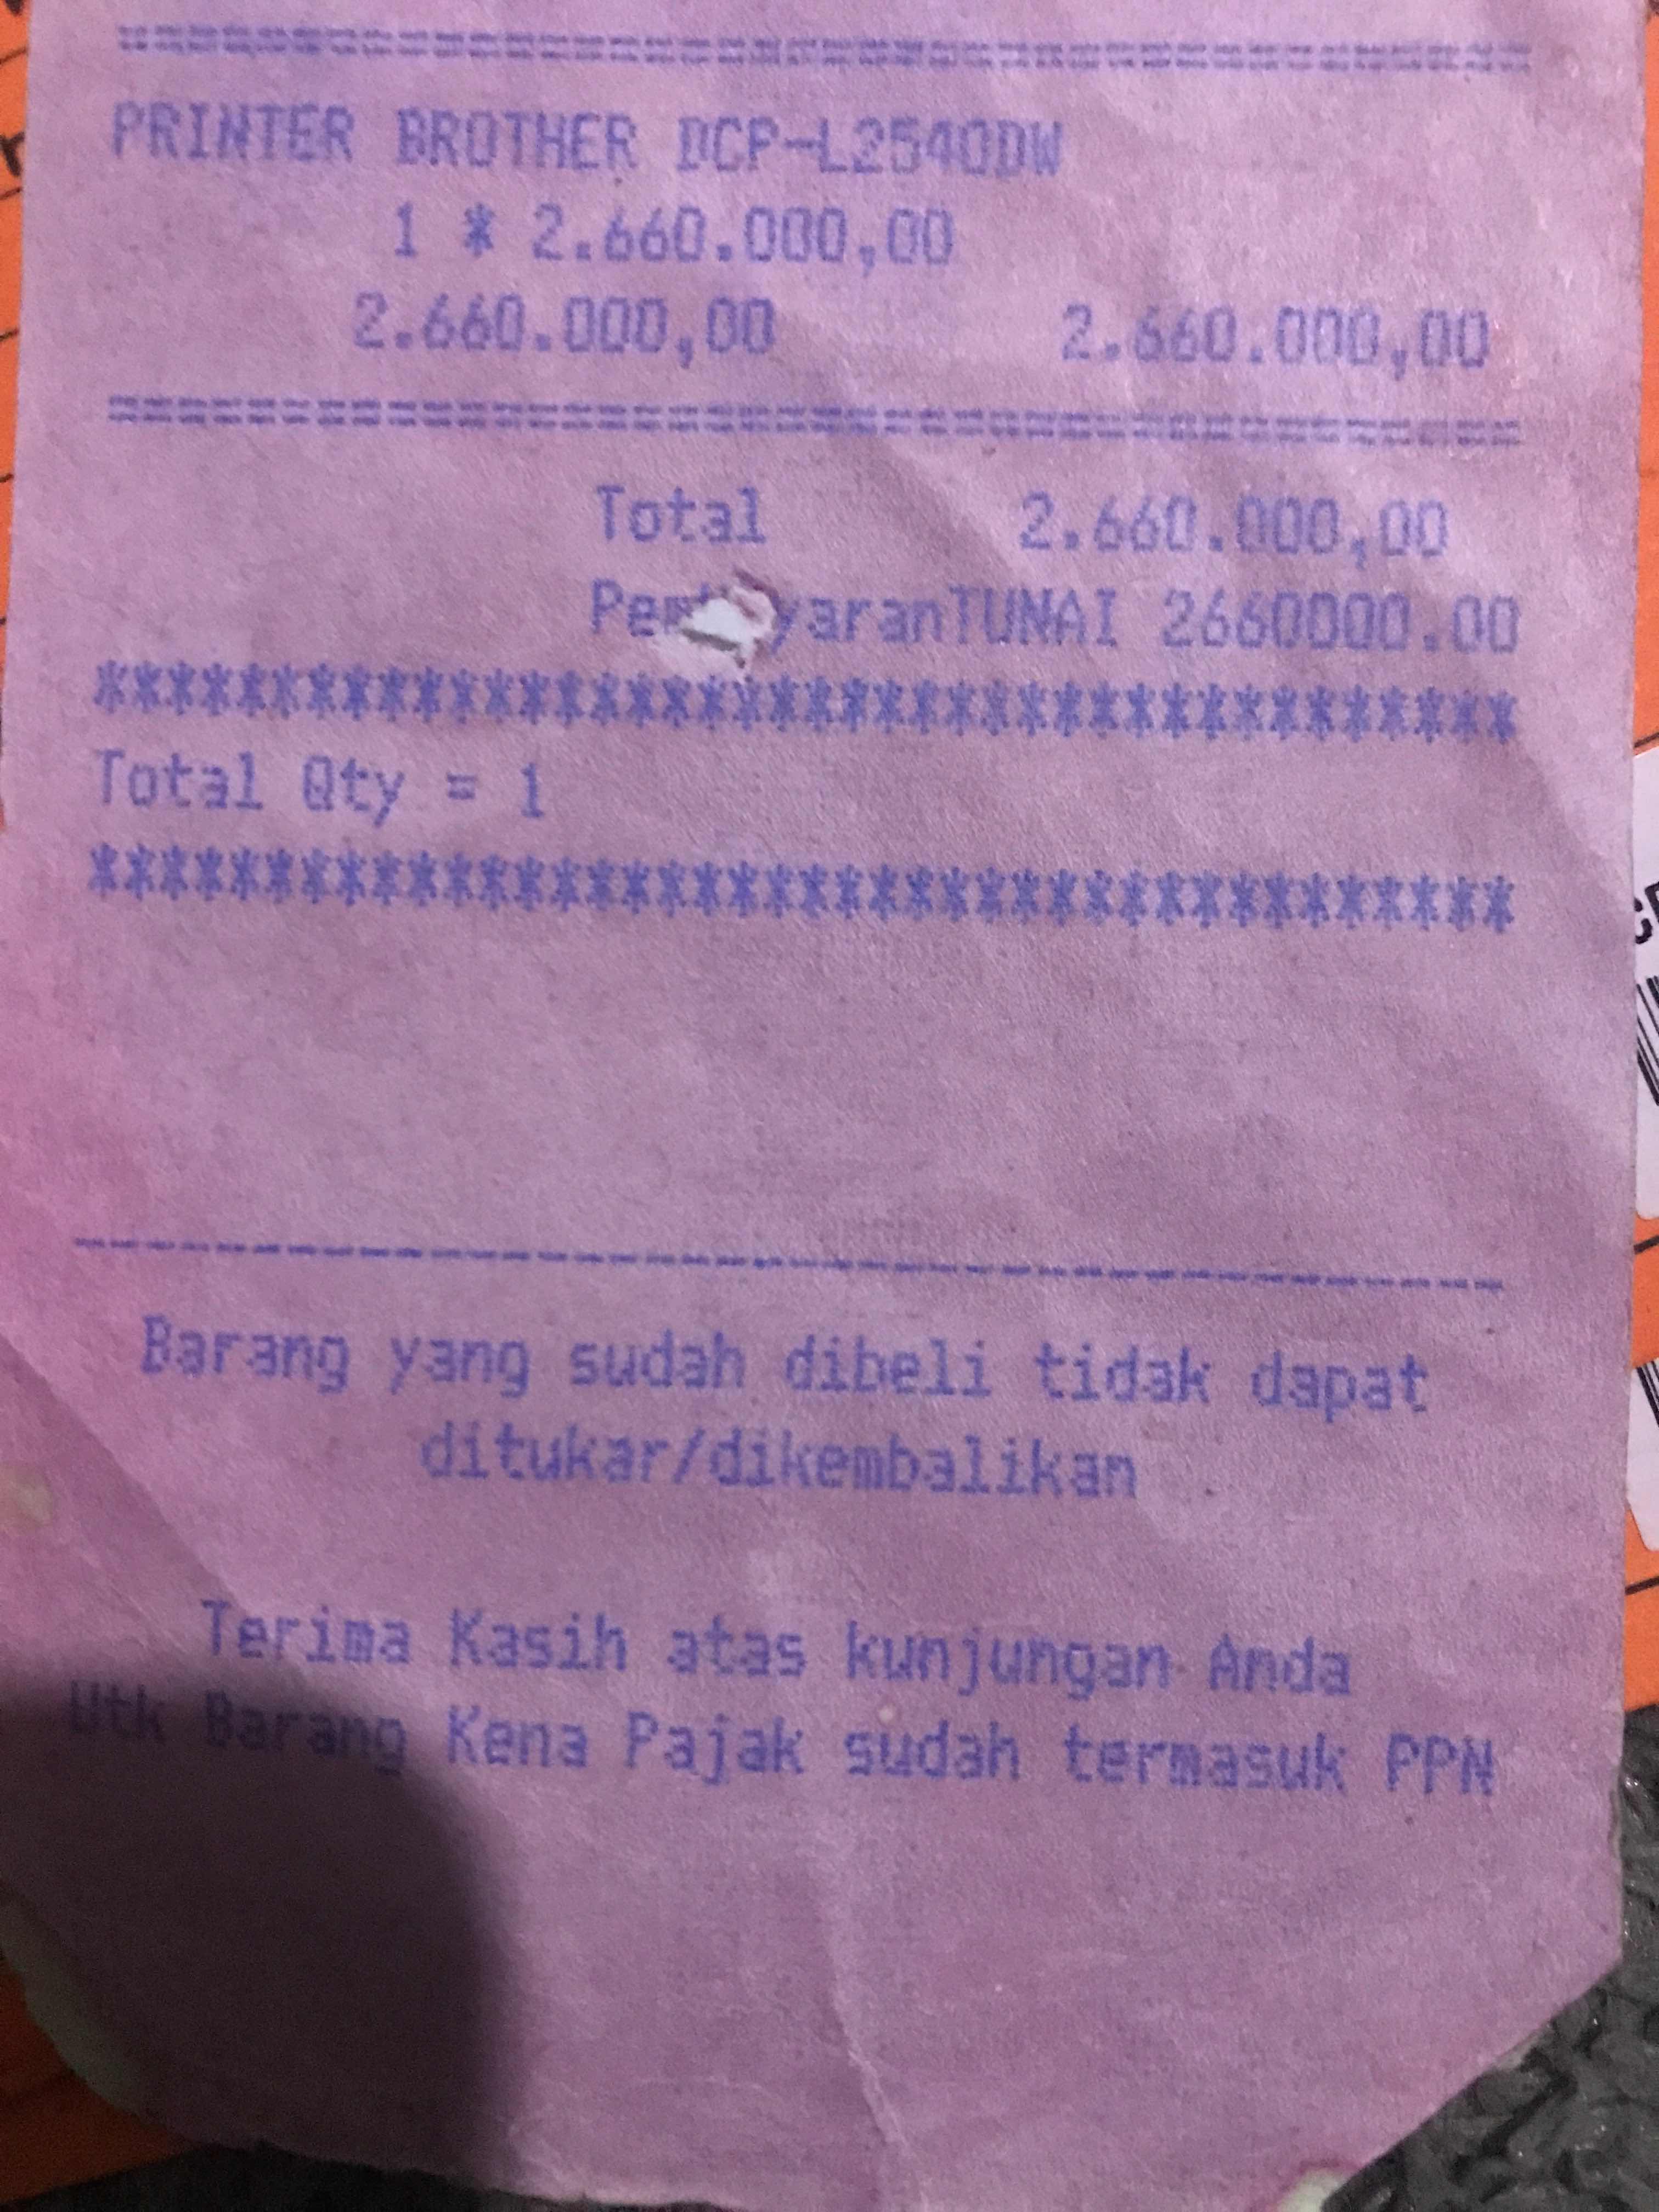 ================================
PRINTER BROTHER DCP-L2540DW
1 * 2.660.000,00
2.660.000,00 2.660.000,00
================================
Total 2.660.000,00
TUNAI 2660000.00
****************************************
Total Qty = 1
****************************************
----------------------------------------
Barang yang sudah dibeli tidak dapat
ditukar/dikembalikan
Terima Kasih atas kunjungan Anda
Utk Barang Kena Pajak sudah termasuk PPN